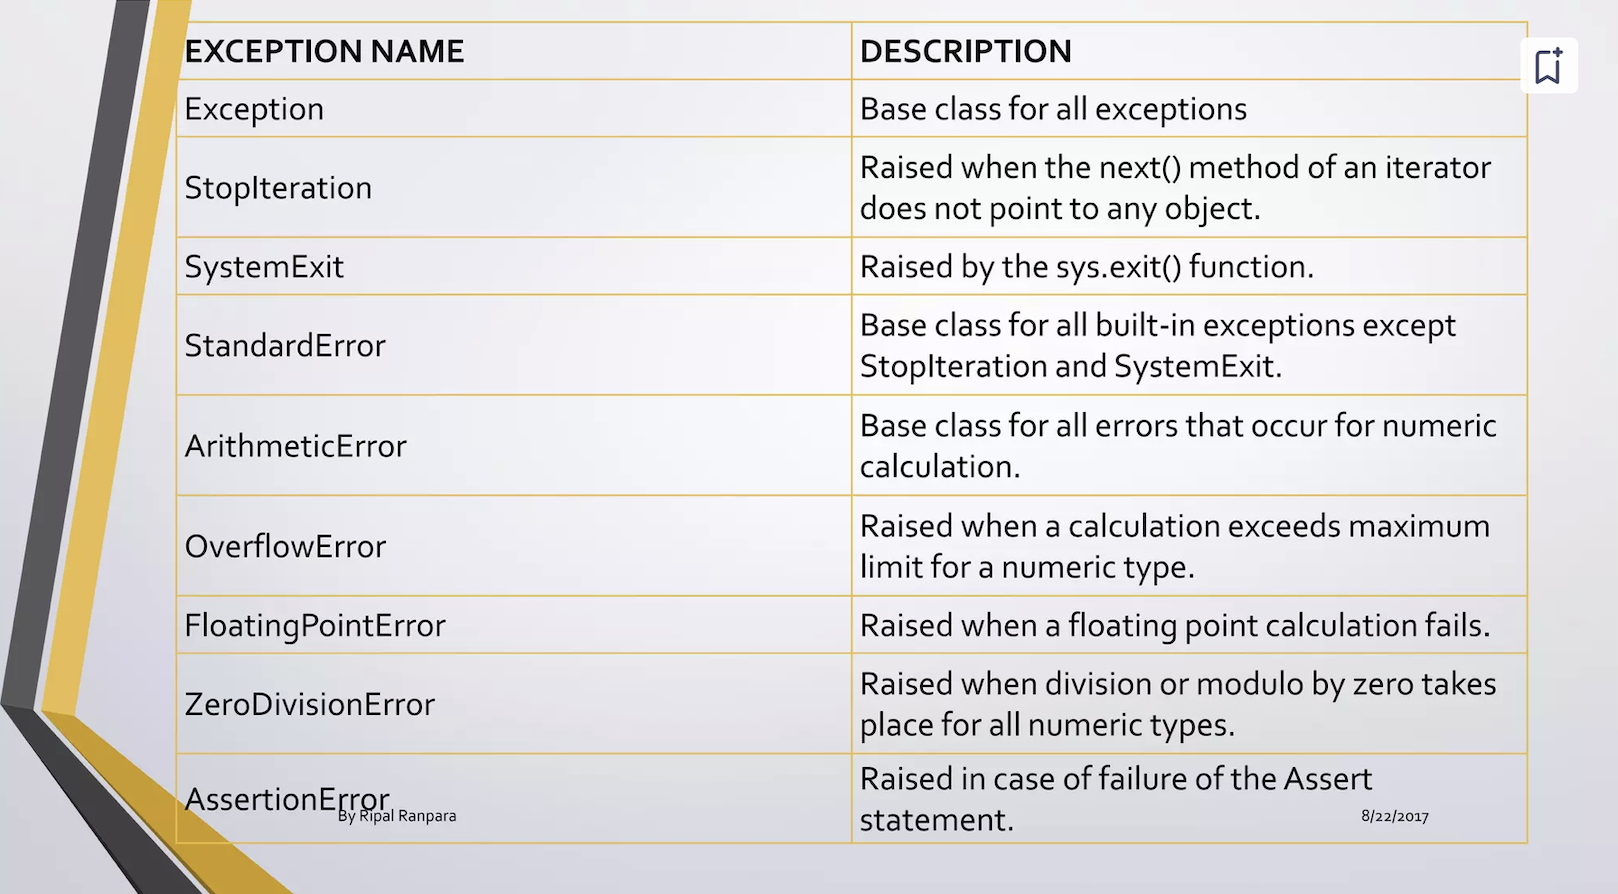 EXCEPTION NAME
DESCRIPTION
Exception
Base class for all exceptions
StopIteration
Raised when the next() method of an iterator
does not point to any object.
SystemExit
Raised by the sys.exit() function.
StandardError
Base class for all built-in exceptions except
StopIteration and SystemExit.
ArithmeticError
Base class for all errors that occur for numeric
calculation.
OverflowError
Raised when a calculation exceeds maximum
limit for a numeric type.
FloatingPointError
Raised when a floating point calculation fails.
ZeroDivisionError
Raised when division or modulo by zero takes
place for all numeric types.
AssertionError
Raised in case of failure of the Assert
statement.
By Ripal Ranpara
8/22/2017